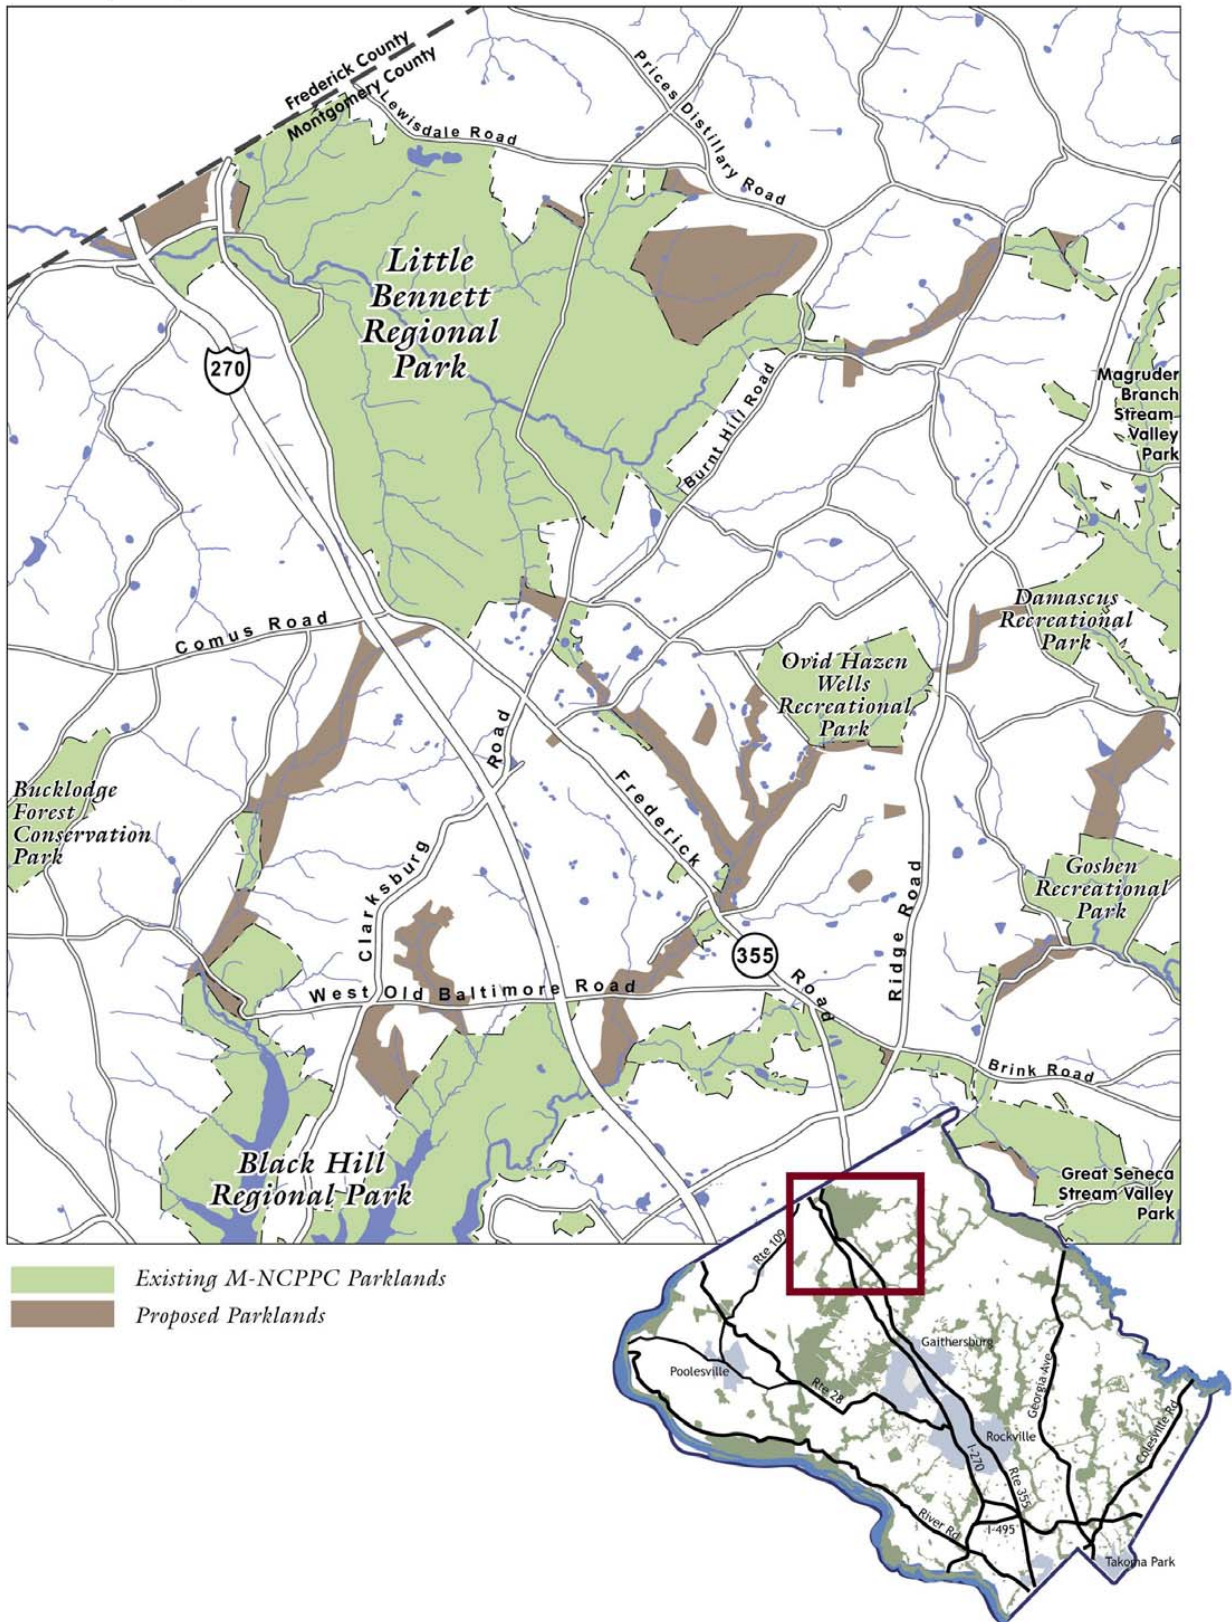 Frederick County
Montgomery County
Lewisdale Road
Prices Distillary Road
Little
Bennett
Regional
Park
270
Burnt Hill Road
Magruder
Branch
Stream
Valley
Park
Comus Road
Damascus
Recreational
Park
Ovid Hazen
Wells
Recreational
Park
Bucklodge
Forest
Conservation
Park
Clarksburg Road
Frederick Road
355
Ridge Road
Goshen
Recreational
Park
West Old Baltimore Road
Brink Road
Black Hill
Regional Park
Great Seneca
Stream Valley
Park
Existing M-NCPPC Parklands
Proposed Parklands
Rte 109
Gaithersburg
Poolesville
Rte 28
Georgia Ave
Rockville
I-270
Rte 355
Colesville Rd
River Rd
I-495
Takoma Park